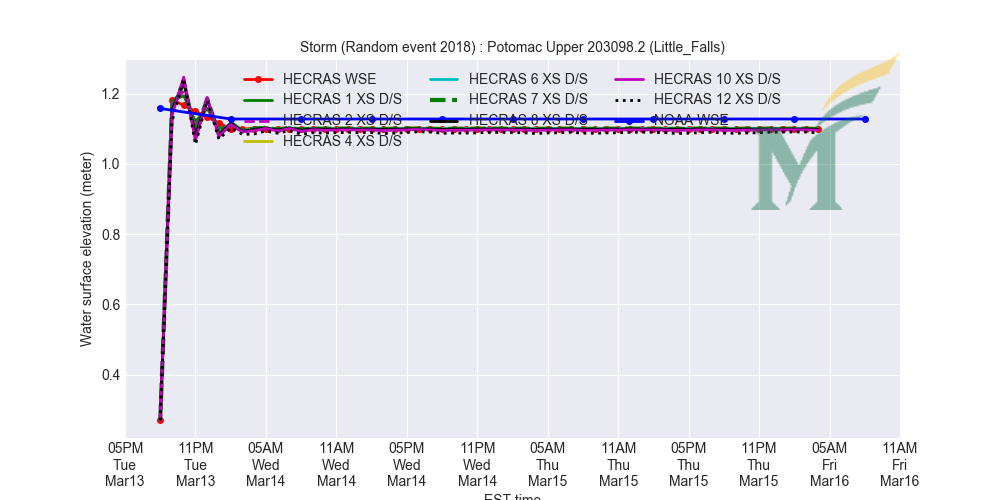 Storm (Random event 2018) : Potomac Upper 203098.2 (Little_Falls)
HECRAS WSE
HECRAS 1 XS D/S
HECRAS 2 XS D/S
HECRAS 4 XS D/S
HECRAS 6 XS D/S
HECRAS 7 XS D/S
HECRAS 8 XS D/S
HECRAS 10 XS D/S
HECRAS 12 XS D/S
NOAA WSE
Water surface elevation (meter)
1.2
1.0
0.8
0.6
0.4
05PM 11PM 05AM 11AM 05PM 11PM 05AM 11AM 05PM 11PM 05AM 11AM
Tue Tue Wed Wed Wed Wed Thu Thu Thu Thu Fri Fri
Mar13 Mar13 Mar14 Mar14 Mar14 Mar14 Mar15 Mar15 Mar15 Mar15 Mar16 Mar16
EST time
M